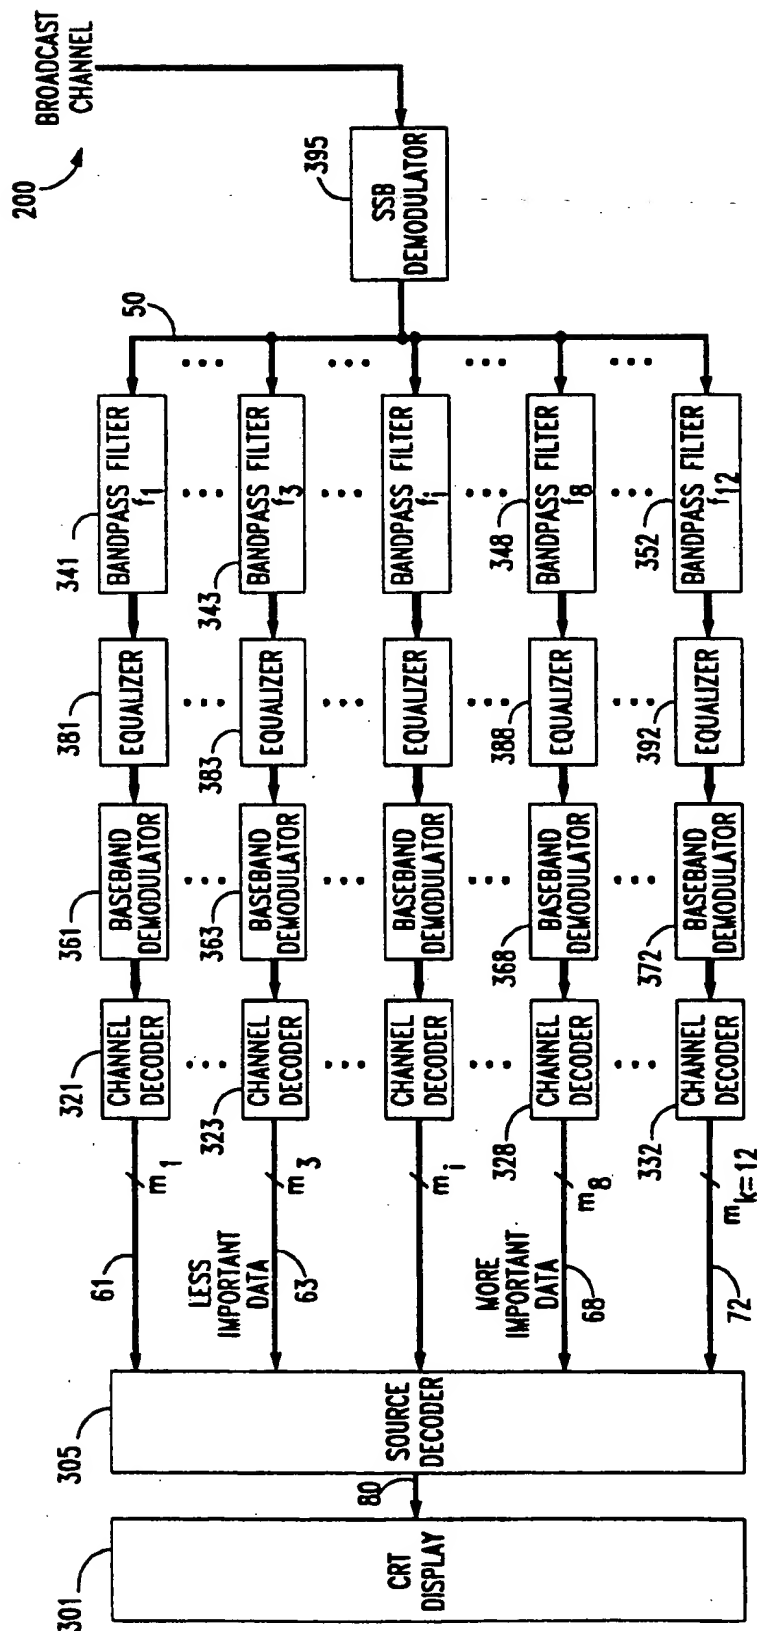 BROADCAST
CHANNEL
200
SSB
DEMODULATOR
395
50
341
BANDPASS FILTER
f1
381
EQUALIZER
361
BASEBAND
DEMODULATOR
321
CHANNEL
DECODER
m1
61
343
BANDPASS FILTER
f3
383
EQUALIZER
363
BASEBAND
DEMODULATOR
323
CHANNEL
DECODER
m3
LESS
IMPORTANT
DATA
63
BANDPASS FILTER
fi
EQUALIZER
BASEBAND
DEMODULATOR
CHANNEL
DECODER
mi
348
BANDPASS FILTER
f8
388
EQUALIZER
368
BASEBAND
DEMODULATOR
328
CHANNEL
DECODER
m8
MORE
IMPORTANT
DATA
68
352
BANDPASS FILTER
f12
392
EQUALIZER
372
BASEBAND
DEMODULATOR
332
CHANNEL
DECODER
mk=12
72
305
SOURCE
DECODER
80
301
CRT
DISPLAY